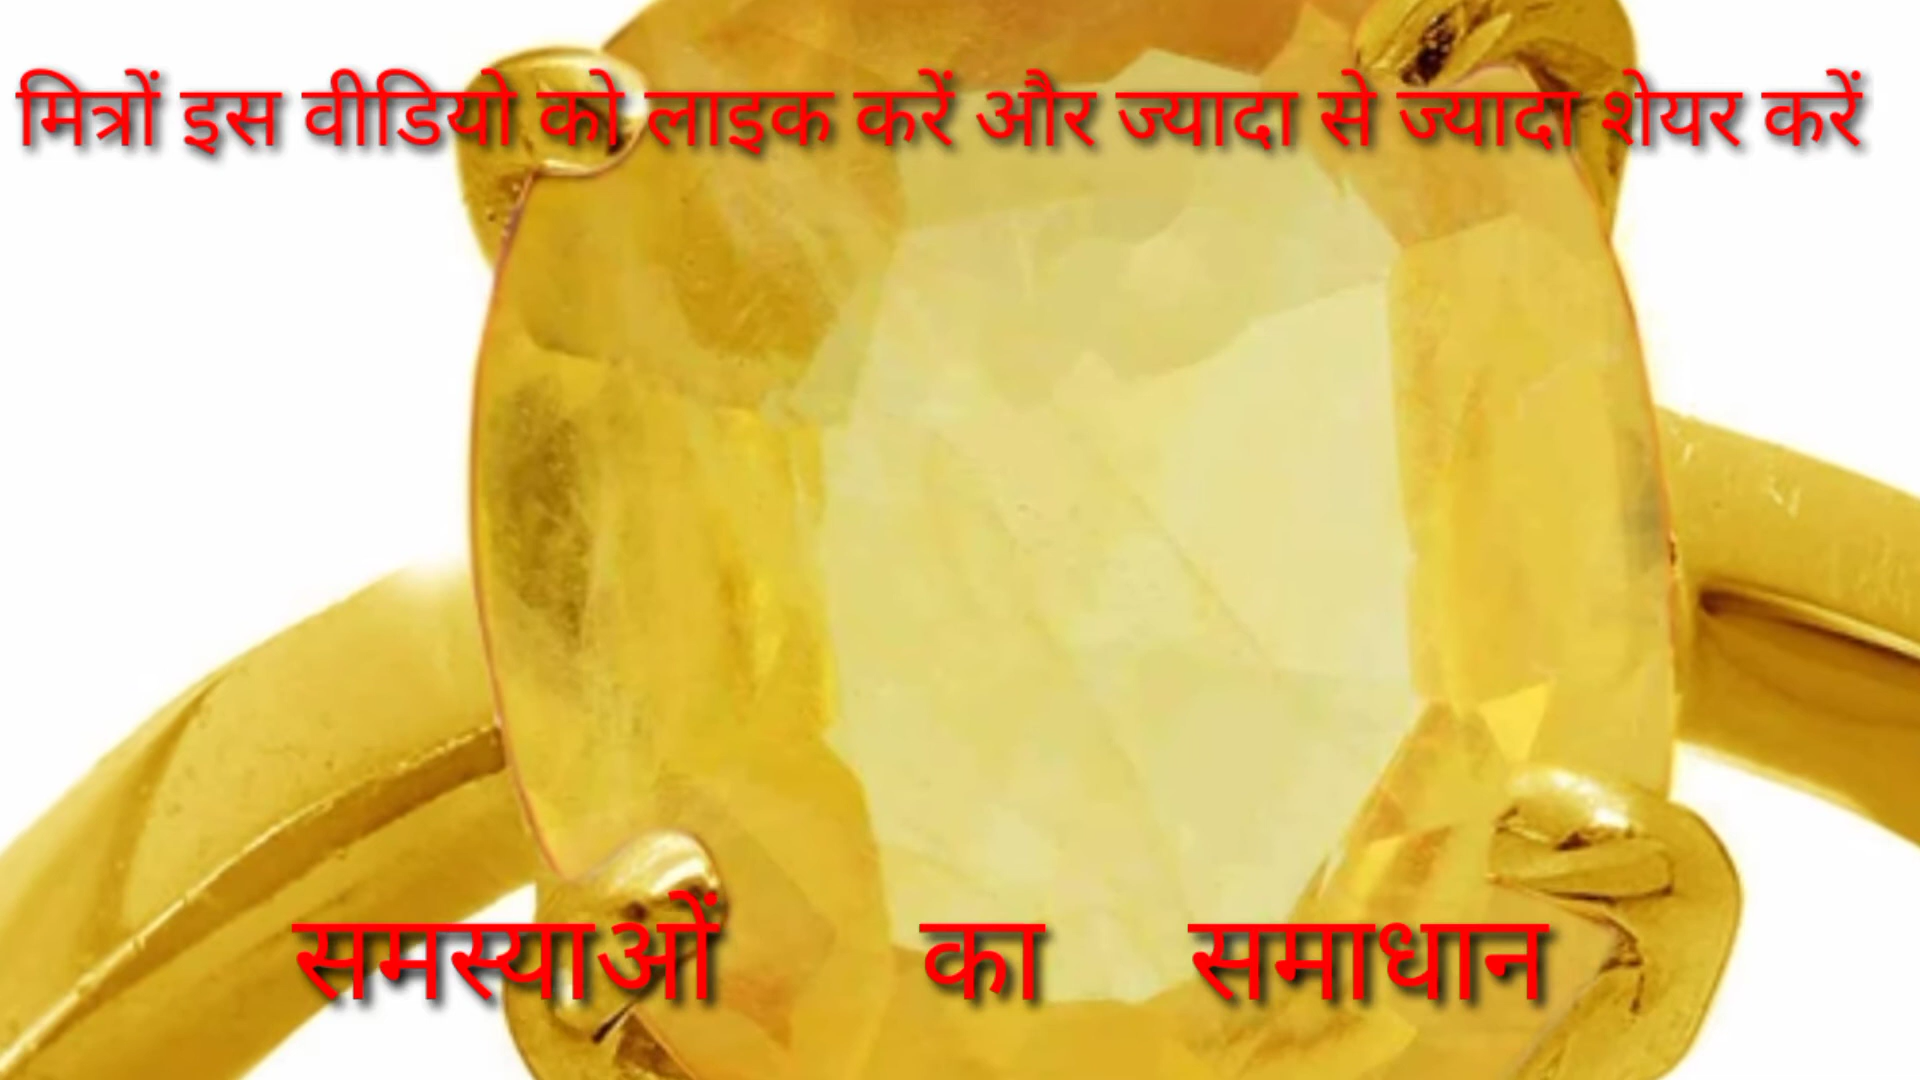 मित्रों इस वीडियो को लाइक करें और ज्यादा से ज्यादा शेयर करें
समस्याओं का समाधान